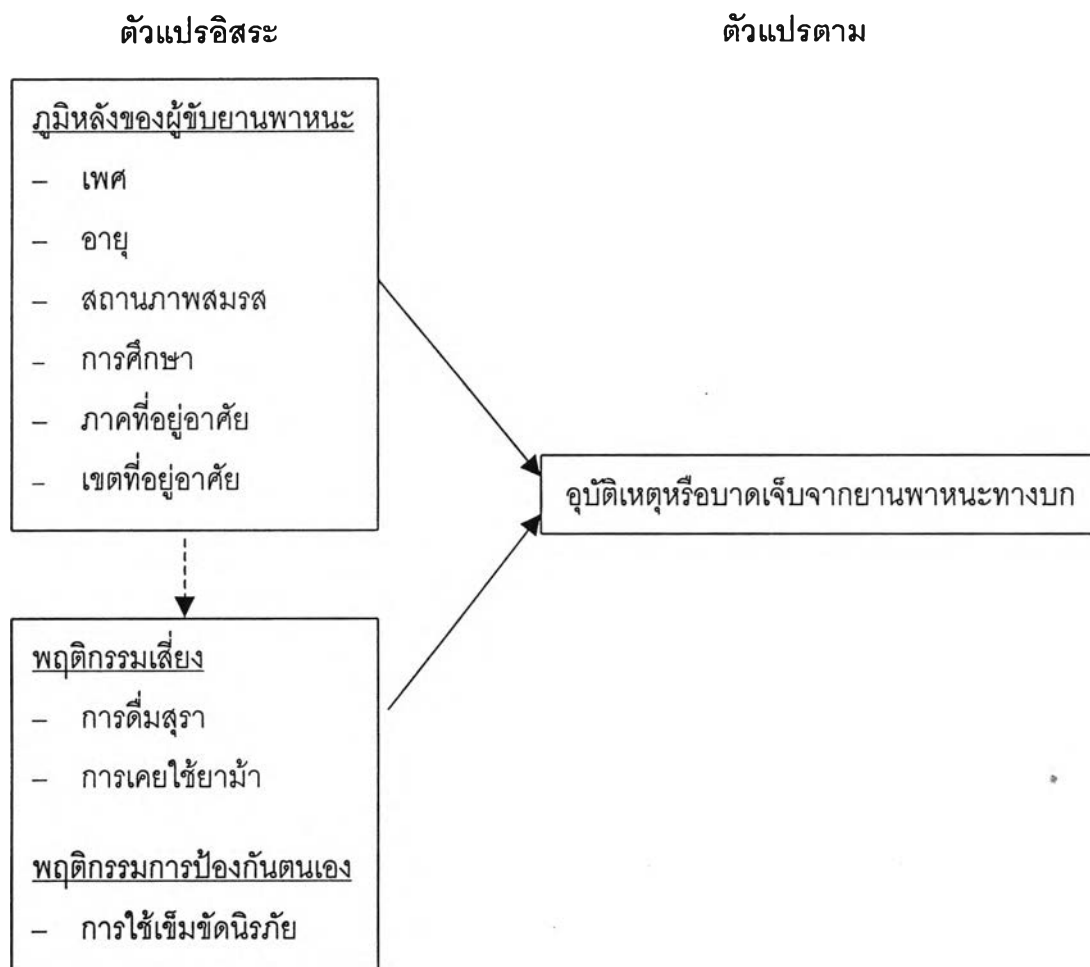 ตัวแปรอิสระ
ตัวแปรตาม
ภูมิหลังของผู้ขับยานพาหนะ
– เพศ
– อายุ
– สถานภาพสมรส
– การศึกษา
– ภาคที่อยู่อาศัย
– เขตที่อยู่อาศัย
อุบัติเหตุหรือบาดเจ็บจากยานพาหนะทางบก
พฤติกรรมเสี่ยง
– การดื่มสุรา
– การเคยใช้ยาม้า
พฤติกรรมการป้องกันตนเอง
– การใช้เข็มขัดนิรภัย